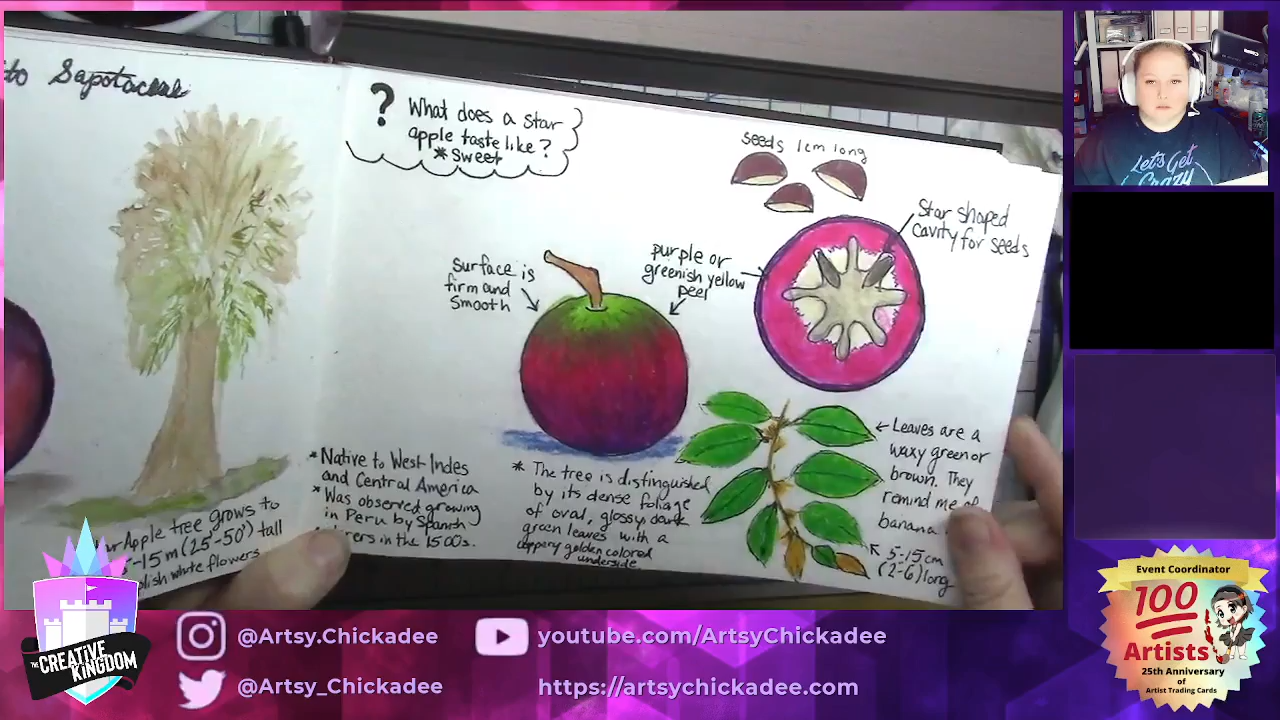 to Sapotaceae
? What does a star
apple taste like?
* Sweet
seeds 1cm long
Star shaped
cavity for seeds
purple or
greenish yellow
peel
surface is
firm and
smooth
Leaves are a
waxy green or
brown. They
remind me of
banana
5-15 cm
(2-6) long
* The tree is distinguished
by its dense foliage
of oval, glossy dark
green leaves with a
coppery golden colored
underside
* Native to West Indes
and Central America
* Was observed growing
in Peru by Spanish
in the 1500s.
Apple tree grows to
-15 m (25'-50') tall
white flowers
LET'S GET
Crazy
THE
CREATIVE
KINGDOM
@Artsy.Chickadee
youtube.com/ArtsyChickadee
@Artsy_Chickadee
https://artsychickadee.com
Event Coordinator
100
Artists
25th Anniversary
of
Artist Trading Cards